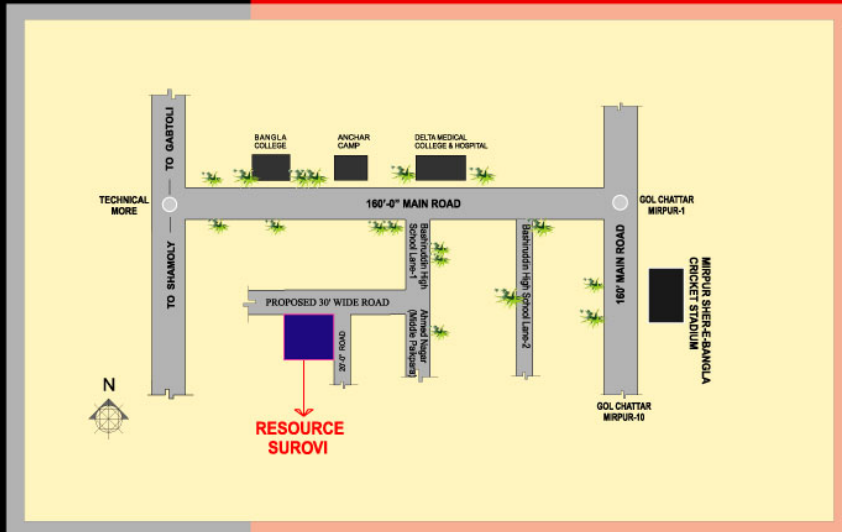 TO GABTOLI
BANGLA
COLLEGE
ANCHAR
CAMP
DELTA MEDICAL
COLLEGE & HOSPITAL
TECHNICAL
MORE
160'-0" MAIN ROAD
GOL CHATTAR
MIRPUR-1
TO SHAMOLY
Bashiruddin High
School Lane-1
Bashiruddin High School Lane-2
160' MAIN ROAD
MIRPUR SHER-E-BANGLA
CRICKET STADIUM
PROPOSED 30' WIDE ROAD
20'-0" ROAD
Ahmed Nagar
(Middle Paikpara)
N
GOL CHATTAR
MIRPUR-10
RESOURCE
SUROVI